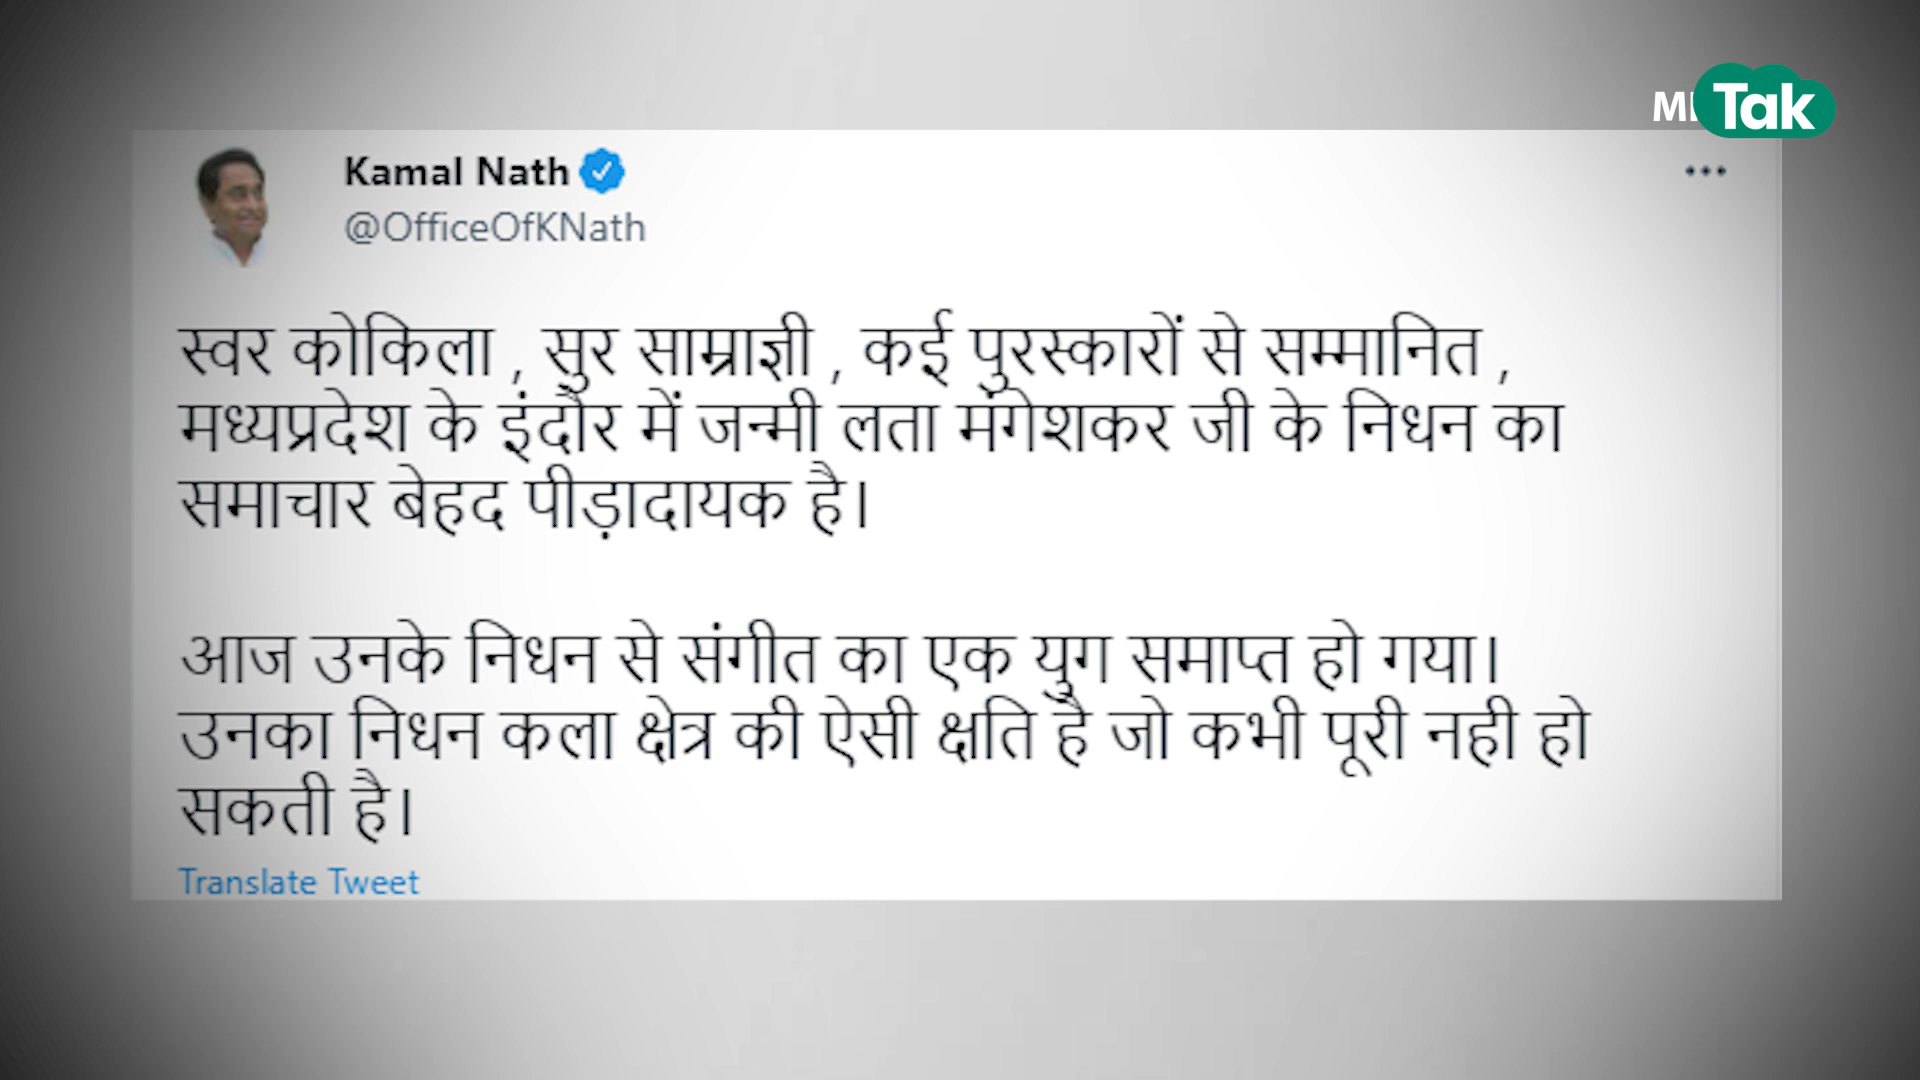 Tak
Kamal Nath
@OfficeOfKNath
स्वर कोकिला , सुर साम्राज्ञी , कई पुरस्कारों से सम्मानित ,
मध्यप्रदेश के इंदौर में जन्मी लता मंगेशकर जी के निधन का
समाचार बेहद पीड़ादायक है।
आज उनके निधन से संगीत का एक युग समाप्त हो गया।
उनका निधन कला क्षेत्र की ऐसी क्षति है जो कभी पूरी नही हो
सकती है।
Translate Tweet